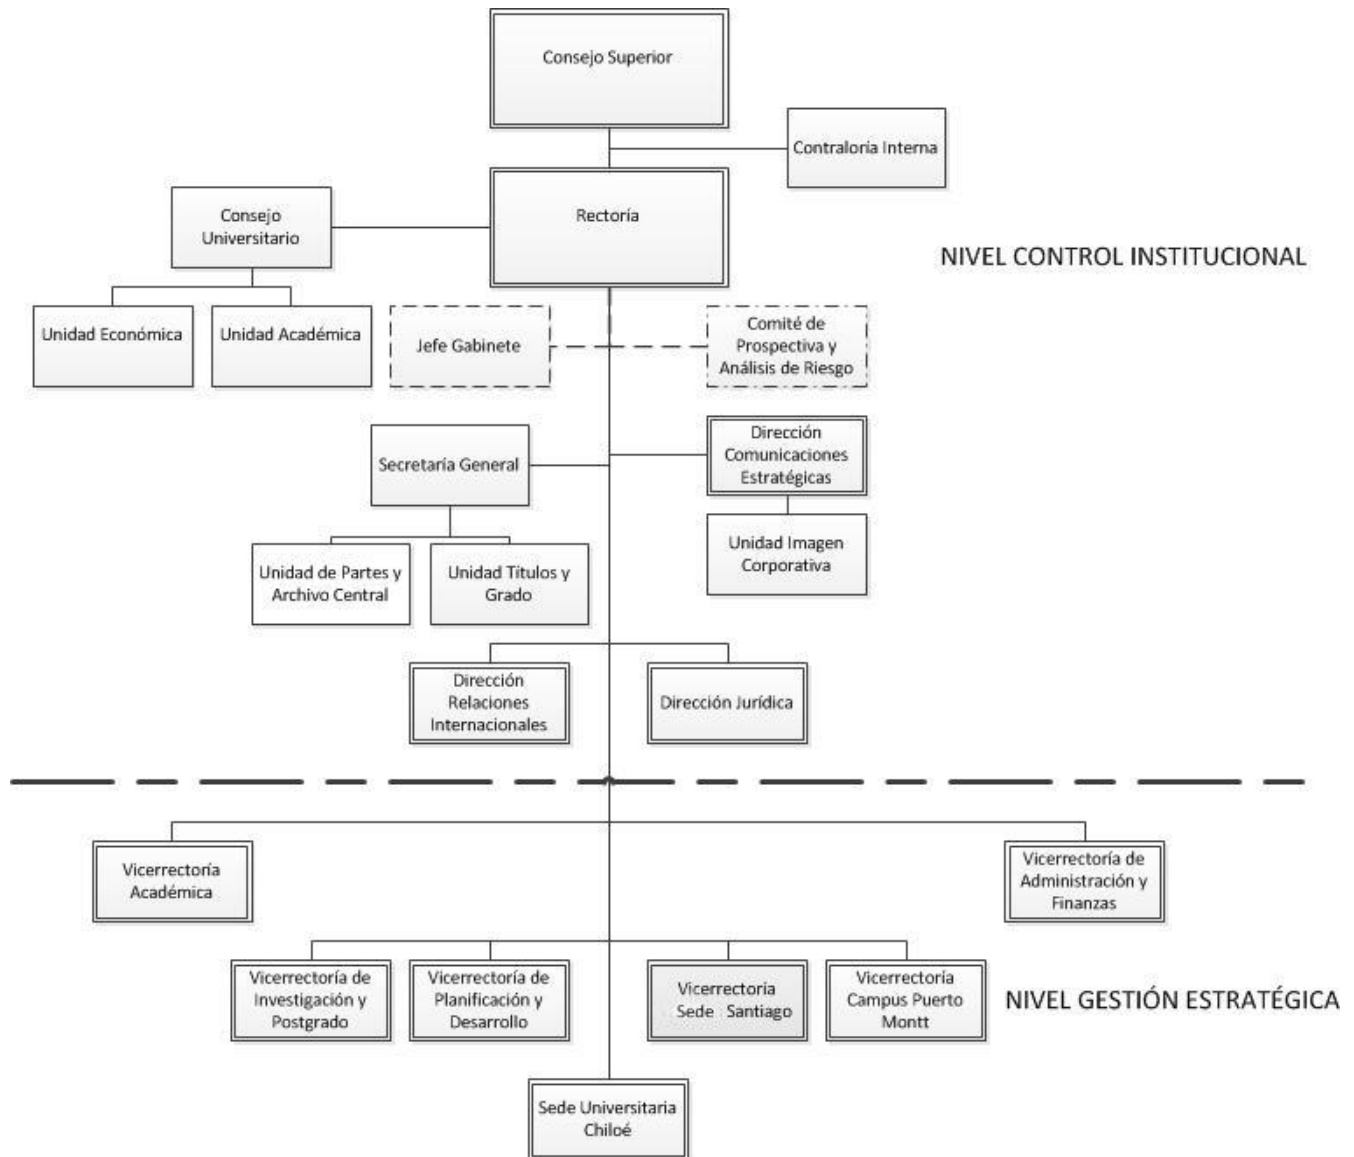 Consejo Superior
Contraloría Interna
Consejo
Universitario
Rectoría
NIVEL CONTROL INSTITUCIONAL
Unidad Económica
Unidad Académica
Jefe Gabinete
Comité de
Prospectiva y
Análisis de Riesgo
Secretaría General
Dirección
Comunicaciones
Estratégicas
Unidad Imagen
Corporativa
Unidad de Partes y
Archivo Central
Unidad Títulos y
Grado
Dirección
Relaciones
Internacionales
Dirección Jurídica
Vicerrectoría
Académica
Vicerrectoría de
Administración y
Finanzas
Vicerrectoría de
Investigación y
Postgrado
Vicerrectoría de
Planificación y
Desarrollo
Vicerrectoría
Sede Santiago
Vicerrectoría
Campus Puerto
Montt
NIVEL GESTIÓN ESTRATÉGICA
Sede Universitaria
Chiloé